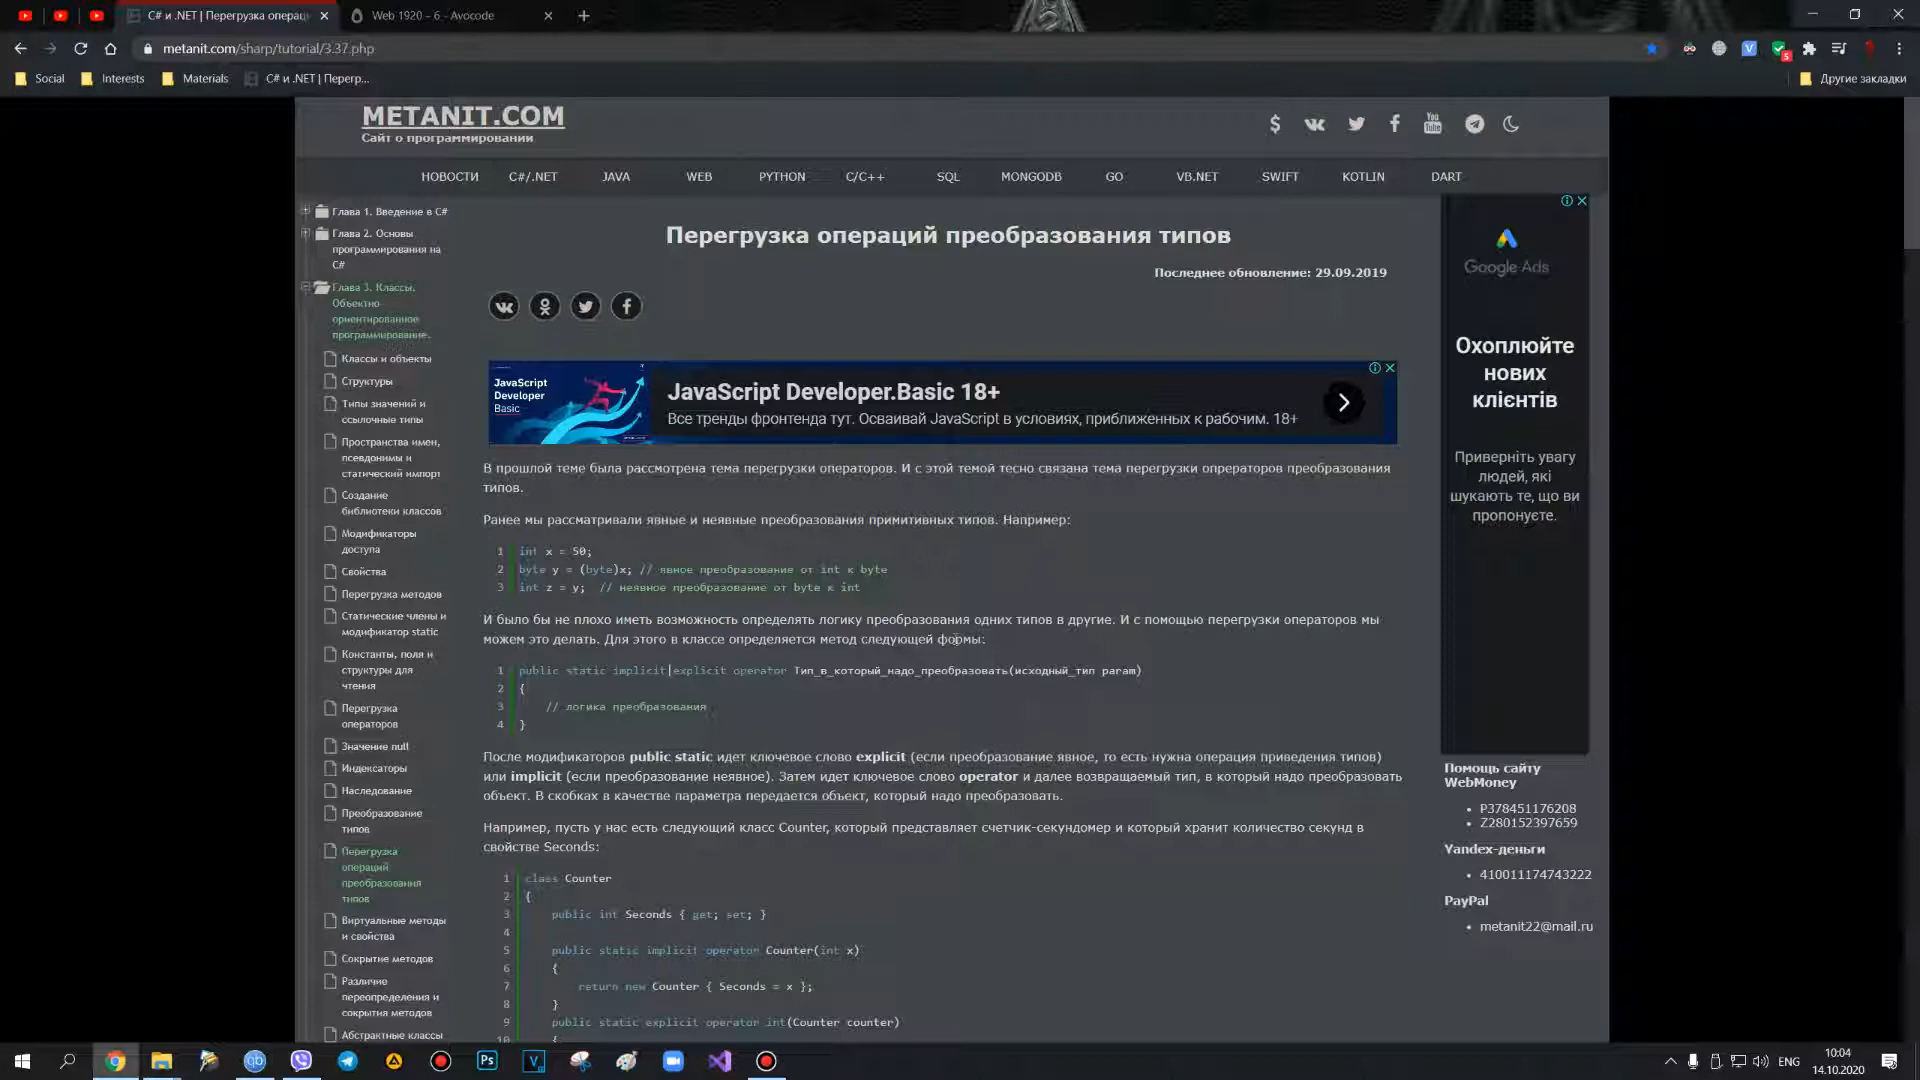 C# и .NET | Перегрузка операци
Web 1920 – 6 - Avocode
metanit.com/sharp/tutorial/3.37.php
Social
Interests
Materials
C# и .NET | Перегр...
Другие закладки
METANIT.COM
Сайт о программировании
НОВОСТИ C#/.NET JAVA WEB PYTHON C/C++ SQL MONGODB GO VB.NET SWIFT KOTLIN DART
Глава 1. Введение в C#
Глава 2. Основы
программирования на
C#
Глава 3. Классы.
Объектно-
ориентированное
программирование.
Классы и объекты
Структуры
Типы значений и
ссылочные типы
Пространства имен,
псевдонимы и
статический импорт
Создание
библиотеки классов
Модификаторы
доступа
Свойства
Перегрузка методов
Статические члены и
модификатор static
Константы, поля и
структуры для
чтения
Перегрузка
операторов
Значение null
Индексаторы
Наследование
Преобразование
типов
Перегрузка
операций
преобразования
типов
Виртуальные методы
и свойства
Сокрытие методов
Различие
переопределения и
сокрытия методов
Абстрактные классы
Перегрузка операций преобразования типов
Последнее обновление: 29.09.2019
JavaScript
Developer
Basic
JavaScript Developer.Basic 18+
Все тренды фронтенда тут. Осваивай JavaScript в условиях, приближенных к рабочим. 18+
В прошлой теме была рассмотрена тема перегрузки операторов. И с этой темой тесно связана тема перегрузки опрераторов преобразования
типов.
Ранее мы рассматривали явные и неявные преобразования примитивных типов. Например:
1 int x = 50;
2 byte y = (byte)x; // явное преобразование от int к byte
3 int z = y;  // неявное преобразование от byte к int
И было бы не плохо иметь возможность определять логику преобразования одних типов в другие. И с помощью перегрузки операторов мы
можем это делать. Для этого в классе определяется метод следующей формы:
1 public static implicit|explicit operator Тип_в_который_надо_преобразовать(исходный_тип param)
2 {
3     // логика преобразования
4 }
После модификаторов public static идет ключевое слово explicit (если преобразование явное, то есть нужна операция приведения типов)
или implicit (если преобразование неявное). Затем идет ключевое слово operator и далее возвращаемый тип, в который надо преобразовать
объект. В скобках в качестве параметра передается объект, который надо преобразовать.
Например, пусть у нас есть следующий класс Counter, который представляет счетчик-секундомер и который хранит количество секунд в
свойстве Seconds:
1 class Counter
2 {
3     public int Seconds { get; set; }
4
5     public static implicit operator Counter(int x)
6     {
7         return new Counter { Seconds = x };
8     }
9     public static explicit operator int(Counter counter)
10     {
Google Ads
Охоплюйте
нових
клієнтів
Приверніть увагу
людей, які
шукають те, що ви
пропонуєте.
Помощь сайту
WebMoney
P378451176208
Z280152397659
Yandex-деньги
410011174743222
PayPal
metanit22@mail.ru
ENG
10:04
14.10.2020